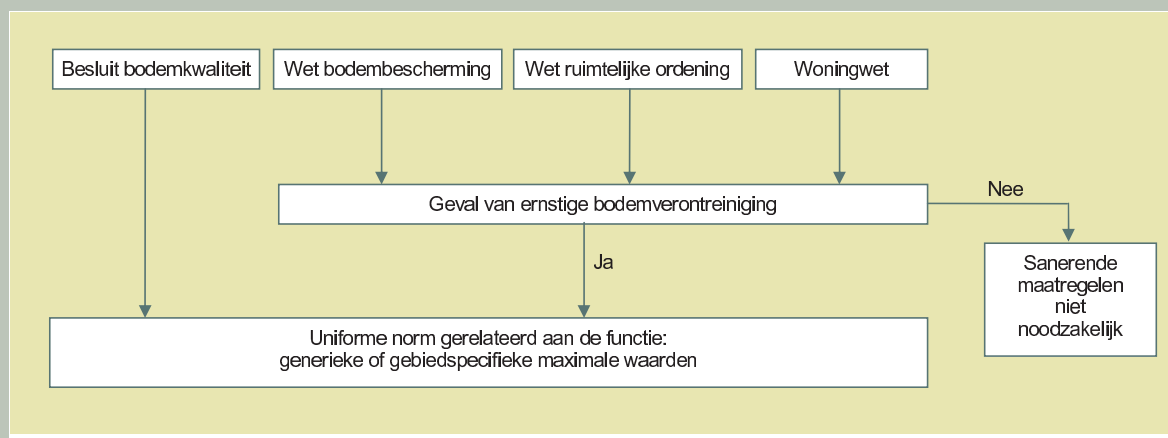 Besluit bodemkwaliteit
Wet bodembescherming
Wet ruimtelijke ordening
Woningwet
Geval van ernstige bodemverontreiniging
Nee
Ja
Sanerende
maatregelen
niet
noodzakelijk
Uniforme norm gerelateerd aan de functie:
generieke of gebiedspecifieke maximale waarden